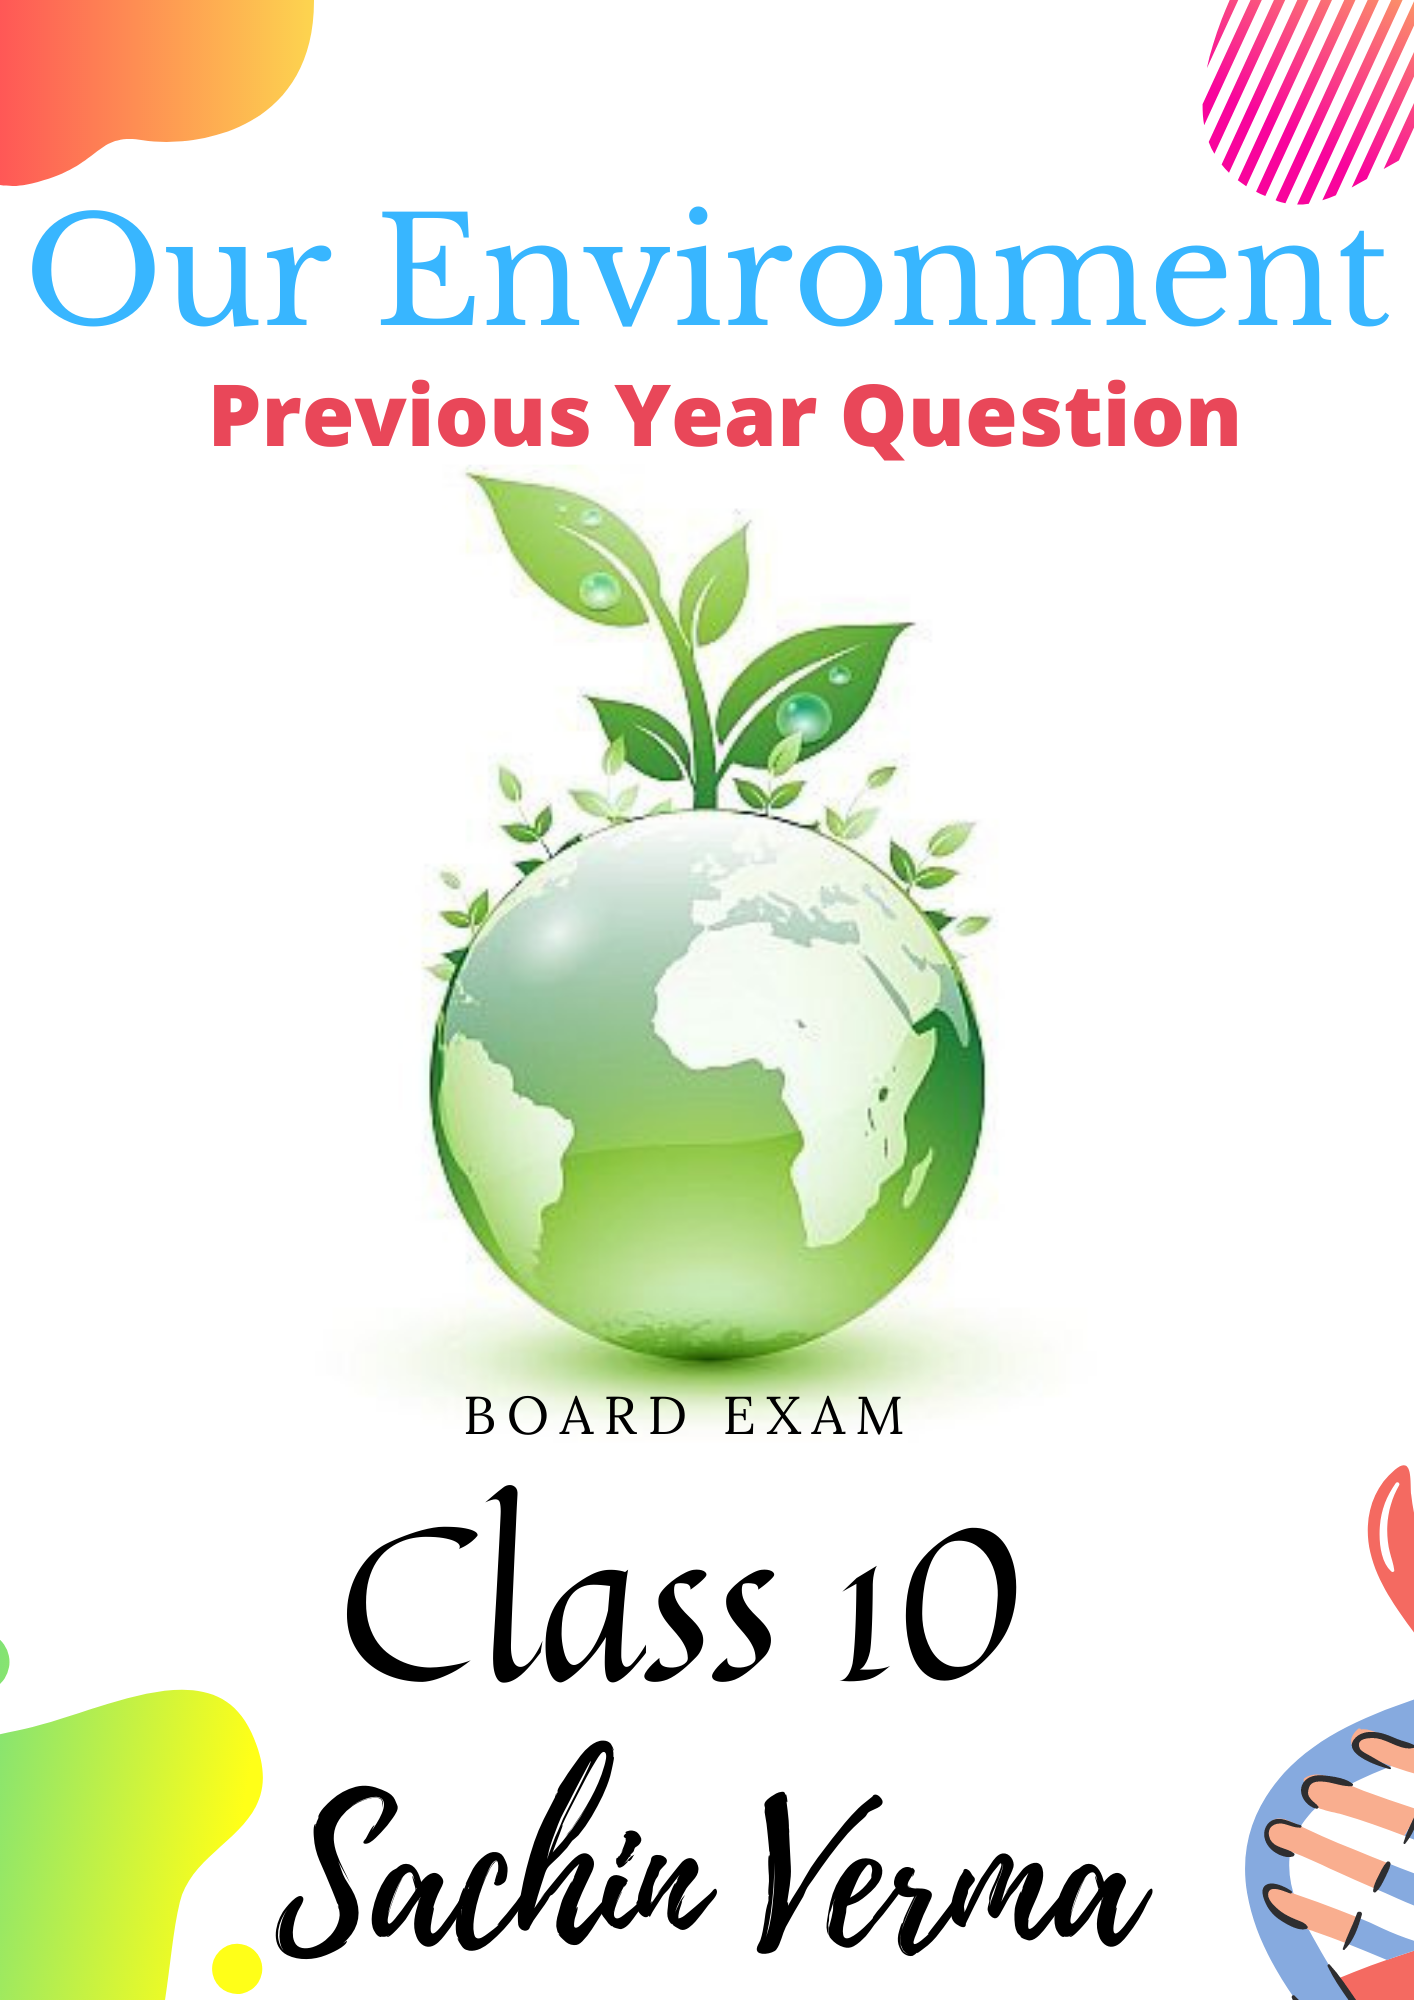 Our Environment
Previous Year Question
BOARD EXAM
Class 10
Sachin Verma